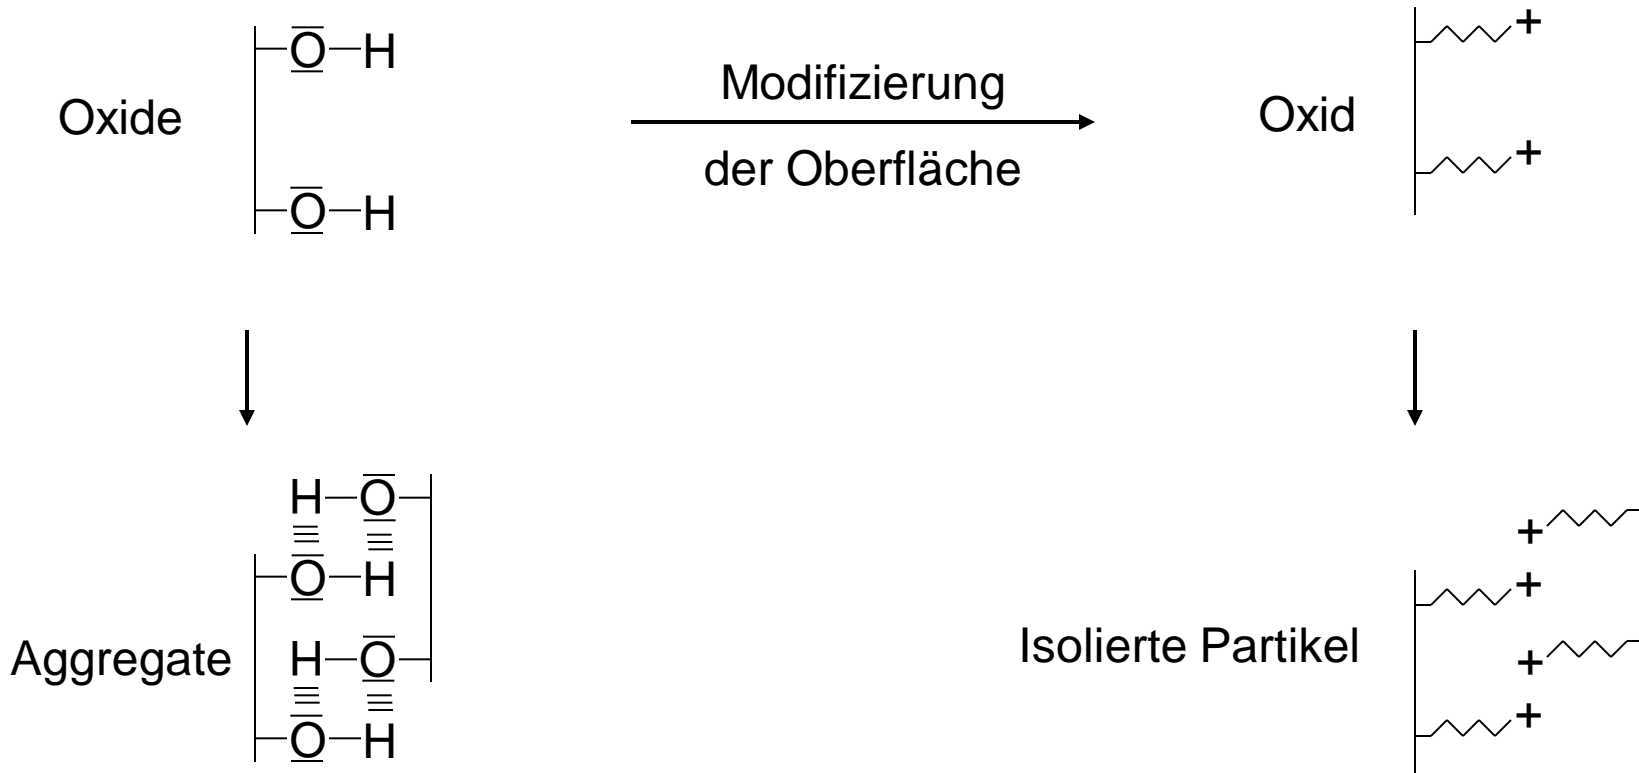 O H
Oxide
Modifizierung
der Oberfläche
O H
Oxid
+
+
H O
O H
Aggregate
H O
O H
Isolierte Partikel
+
+
+
+